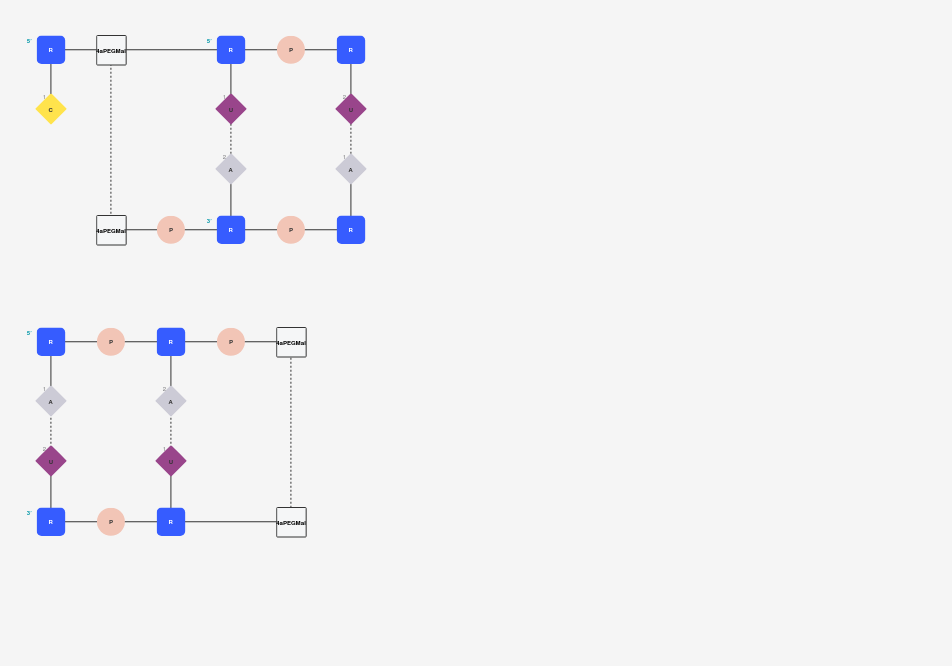 5' R 4aPEGMal 5' R P R
1 C 1 U 2 U
2 A 1 A
4aPEGMal P 3' R P R
5' R P R P 4aPEGMal
1 A 2 A
2 U 1 U
3' R P R 4aPEGMal